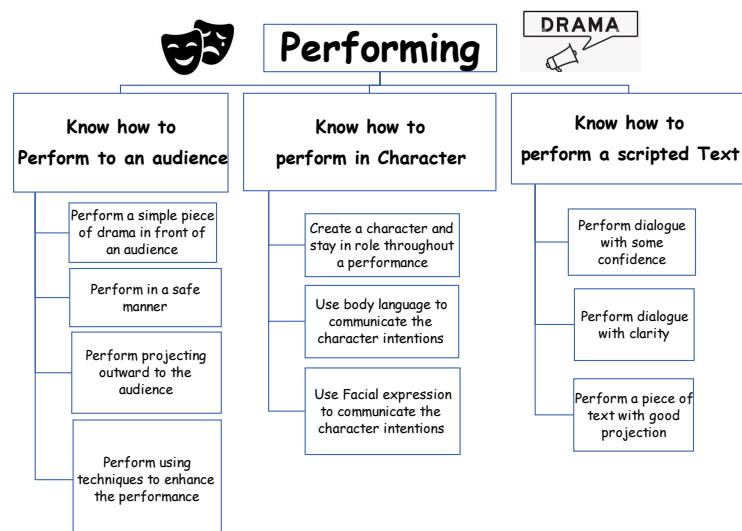 Performing
DRAMA
Know how to
Perform to an audience
Perform a simple piece
of drama in front of
an audience
Perform in a safe
manner
Perform projecting
outward to the
audience
Perform using
techniques to enhance
the performance
Know how to
perform in Character
Create a character and
stay in role throughout
a performance
Use body language to
communicate the
character intentions
Use Facial expression
to communicate the
character intentions
Know how to
perform a scripted Text
Perform dialogue
with some
confidence
Perform dialogue
with clarity
Perform a piece of
text with good
projection